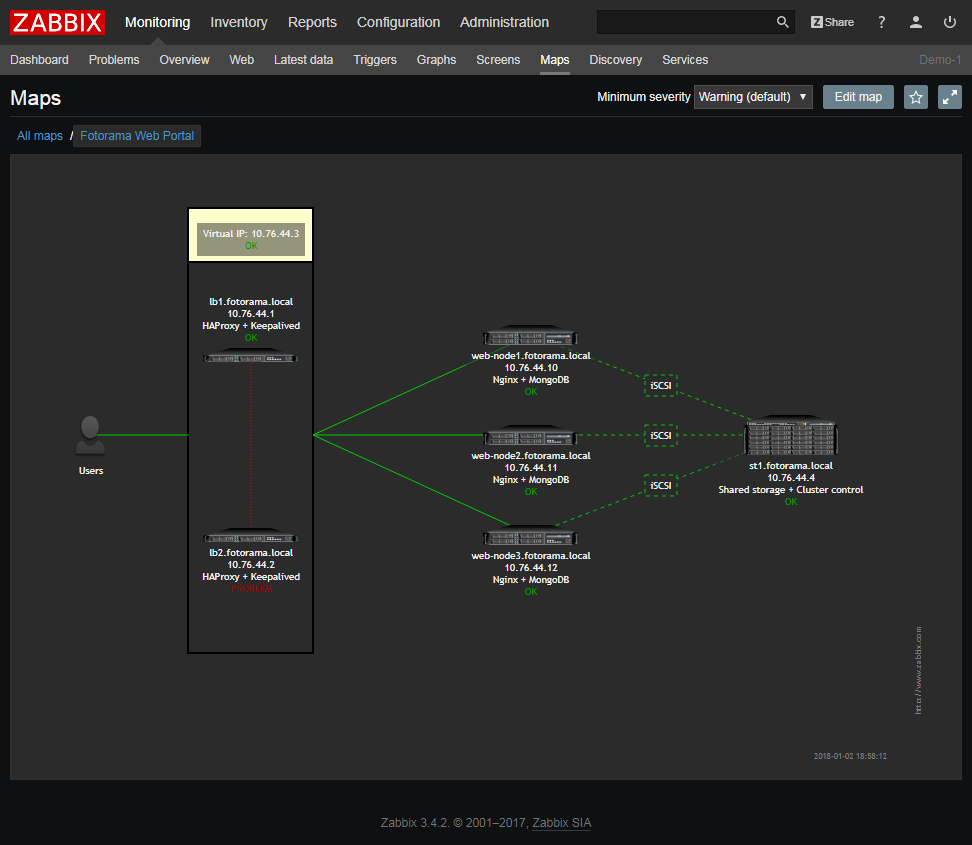 ZABBIX Monitoring Inventory Reports Configuration Administration Z Share ?
Dashboard Problems Overview Web Latest data Triggers Graphs Screens Maps Discovery Services Demo-1
Maps Minimum severity Warning (default) Edit map
All maps / Fotorama Web Portal
Virtual IP: 10.76.44.3
OK
lb1.fotorama.local
10.76.44.1
HAProxy + Keepalived
OK
web-node1.fotorama.local
10.76.44.10
Nginx + MongoDB
OK
iSCSI
Users
web-node2.fotorama.local
10.76.44.11
Nginx + MongoDB
OK
iSCSI
st1.fotorama.local
10.76.44.4
Shared storage + Cluster control
OK
iSCSI
lb2.fotorama.local
10.76.44.2
HAProxy + Keepalived
PROBLEM
web-node3.fotorama.local
10.76.44.12
Nginx + MongoDB
OK
http://www.zabbix.com
2018-01-02 18:58:12
Zabbix 3.4.2. © 2001–2017, Zabbix SIA